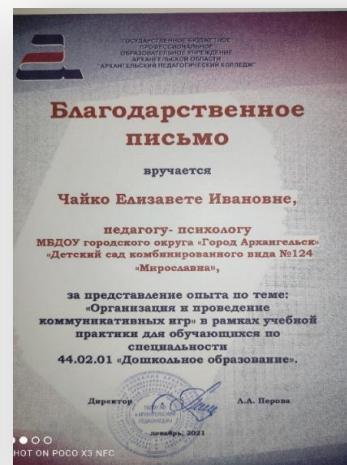 ГОСУДАРСТВЕННОЕ БЮДЖЕТНОЕ
ПРОФЕССИОНАЛЬНОЕ
ОБРАЗОВАТЕЛЬНОЕ УЧРЕЖДЕНИЕ
АРХАНГЕЛЬСКОЙ ОБЛАСТИ
"АРХАНГЕЛЬСКИЙ ПЕДАГОГИЧЕСКИЙ КОЛЛЕДЖ"
Благодарственное
письмо
вручается
Чайко Елизавете Ивановне,
педагогу- психологу
МБДОУ городского округа «Город Архангельск»
«Детский сад комбинированного вида №124
«Мирославна»,
за представление опыта по теме:
«Организация и проведение
коммуникативных игр» в рамках учебной
практики для обучающихся по
специальности
44.02.01 «Дошкольное образование».
Директор
Л.А. Перова
декабрь, 2021
HOT ON POCO X3 NFC